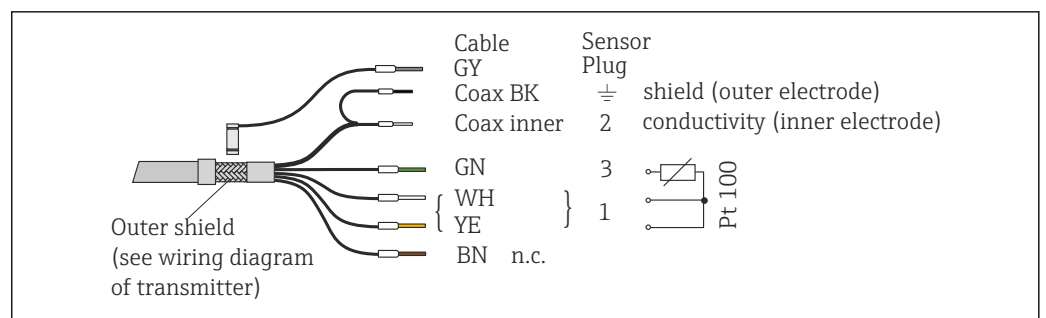 Cable Sensor
GY Plug
Coax BK ⏚ shield (outer electrode)
Coax inner 2 conductivity (inner electrode)
GN 3
{ WH } 1
YE
BN n.c.
Pt 100
Outer shield
(see wiring diagram
of transmitter)